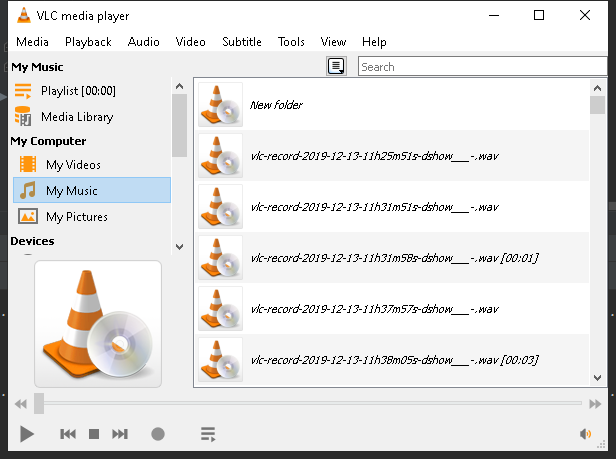 VLC media player
Media Playback Audio Video Subtitle Tools View Help
My Music
Search
Playlist [00:00]
Media Library
My Computer
My Videos
My Music
My Pictures
Devices
New folder
vlc-record-2019-12-13-11h25m51s-dshow___-.wav
vlc-record-2019-12-13-11h31m51s-dshow___-.wav
vlc-record-2019-12-13-11h31m58s-dshow___-.wav [00:01]
vlc-record-2019-12-13-11h37m57s-dshow___-.wav
vlc-record-2019-12-13-11h38m05s-dshow___-.wav [00:03]